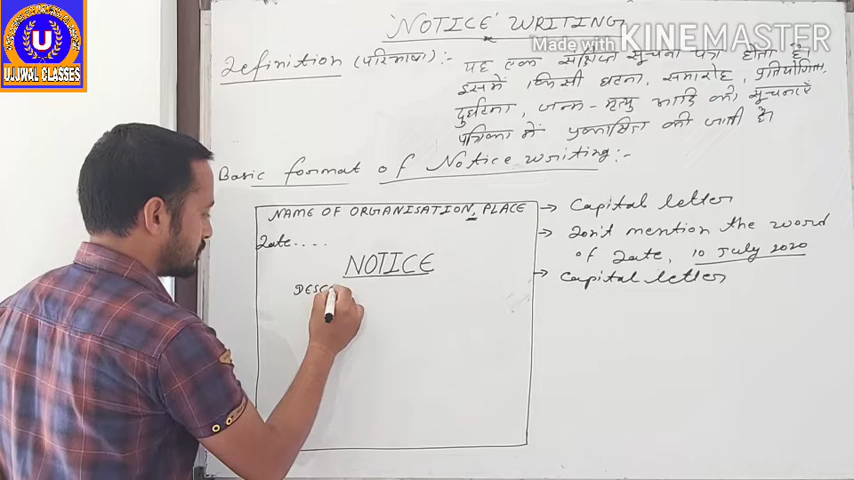 UJJWAL CLASSES
U
UJJWAL CLASSES
'NOTICE' WRITING
Made with KINEMASTER
Definition (परिभाषा) :- यह एक संक्षिप्त सूचना पत्र होता है।
इसमें किसी घटना, समारोह, प्रतियोगिता,
दुर्घटना, जन्म-मृत्यु आदि की सूचनाएँ
पत्रिका में प्रकाशित की जाती है
Basic format of Notice writing:-
NAME OF ORGANISATION, PLACE → Capital letter
Date.... → Don't mention the word
of Date, 10 July 2020
NOTICE → Capital letter
DESC